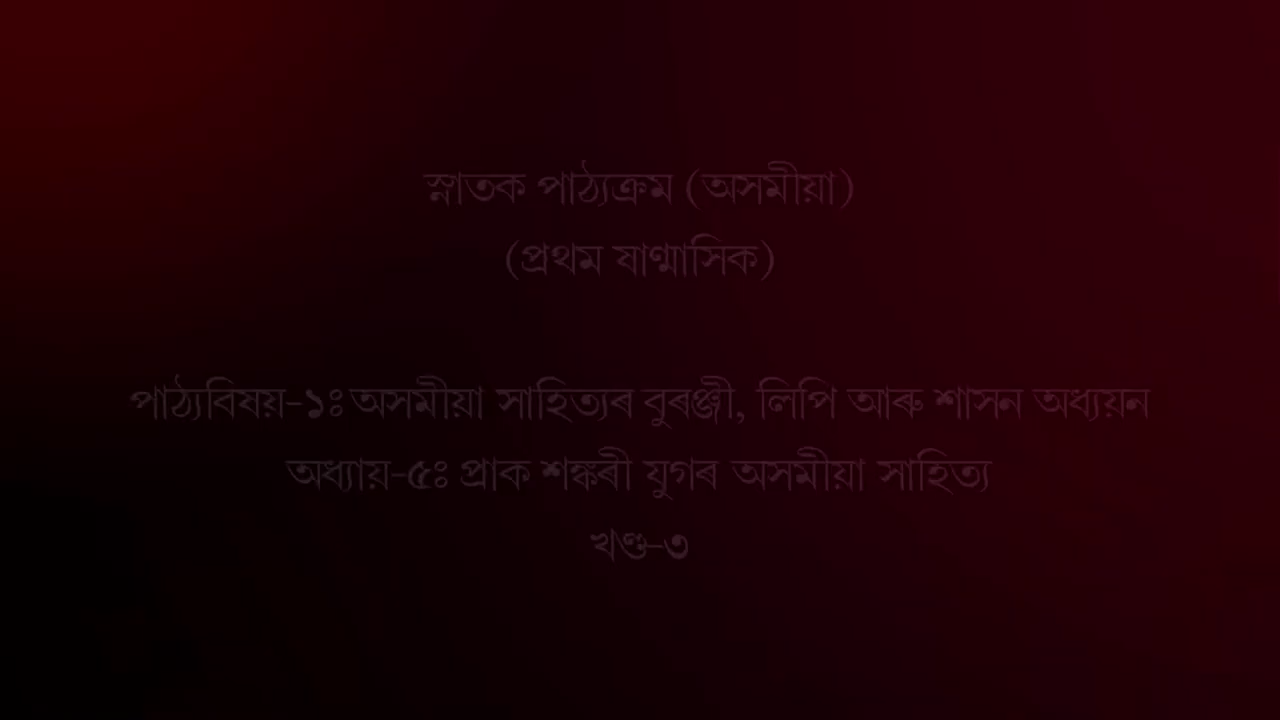 স্নাতক পাঠ্যক্ৰম (অসমীয়া)
(প্ৰথম ষাণ্মাসিক)
পাঠ্যবিষয়-১ঃ অসমীয়া সাহিত্যৰ বুৰঞ্জী, লিপি আৰু শাসন অধ্যয়ন
অধ্যায়-৫ঃ প্ৰাক শঙ্কৰী যুগৰ অসমীয়া সাহিত্য
খণ্ড-৩